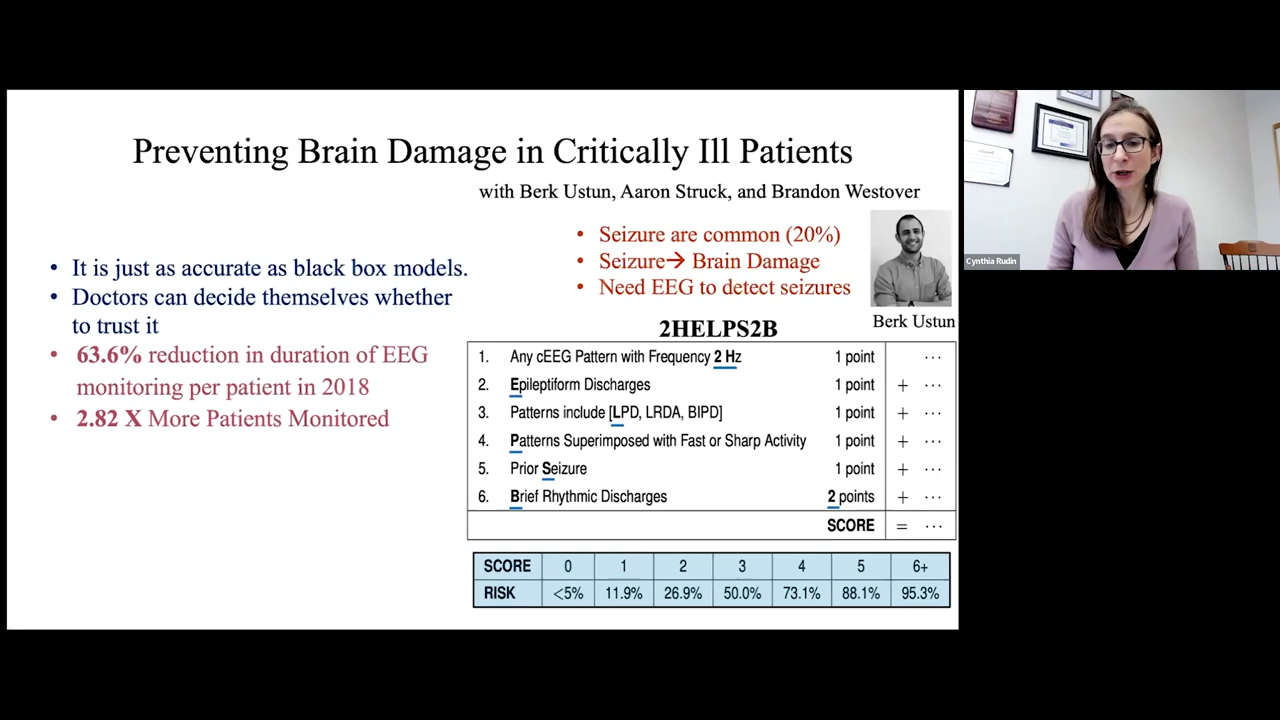 Preventing Brain Damage in Critically Ill Patients
with Berk Ustun, Aaron Struck, and Brandon Westover
• It is just as accurate as black box models.
• Doctors can decide themselves whether
to trust it
• 63.6% reduction in duration of EEG
monitoring per patient in 2018
• 2.82 X More Patients Monitored
• Seizure are common (20%)
• Seizure→ Brain Damage
• Need EEG to detect seizures
Berk Ustun
2HELPS2B
1. Any cEEG Pattern with Frequency 2 Hz 1 point ⋯
2. Epileptiform Discharges 1 point + ⋯
3. Patterns include [LPD, LRDA, BIPD] 1 point + ⋯
4. Patterns Superimposed with Fast or Sharp Activity 1 point + ⋯
5. Prior Seizure 1 point + ⋯
6. Brief Rhythmic Discharges 2 points + ⋯
SCORE = ⋯
SCORE 0 1 2 3 4 5 6+
RISK <5% 11.9% 26.9% 50.0% 73.1% 88.1% 95.3%
Cynthia Rudin